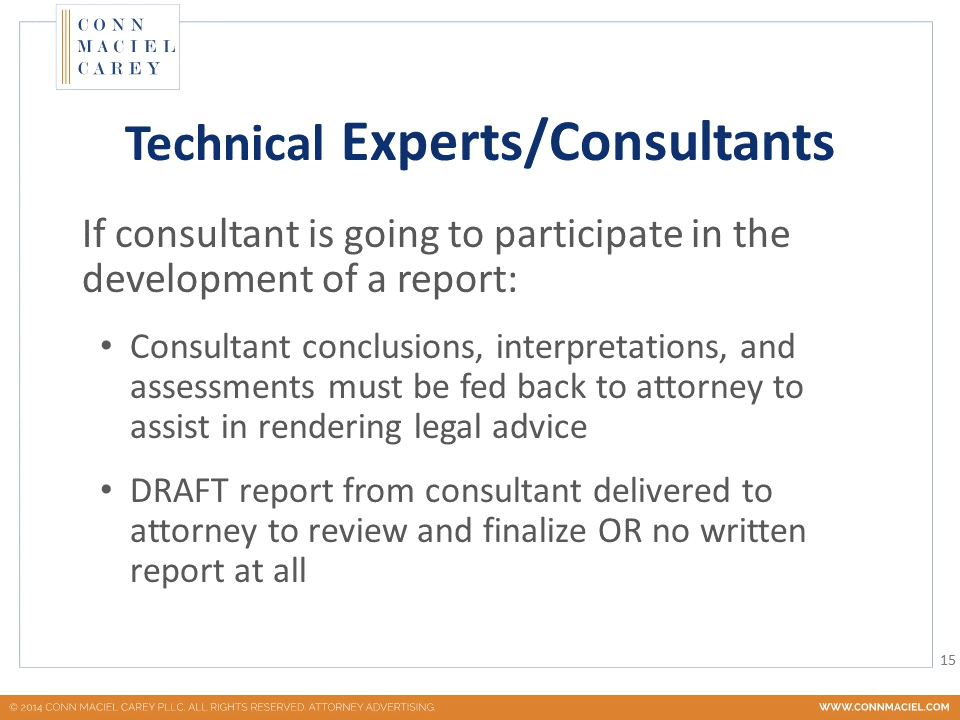 CONN
MACIEL
CAREY
Technical Experts/Consultants
If consultant is going to participate in the
development of a report:
• Consultant conclusions, interpretations, and
assessments must be fed back to attorney to
assist in rendering legal advice
• DRAFT report from consultant delivered to
attorney to review and finalize OR no written
report at all
15
© 2014 CONN MACIEL CAREY PLLC. ALL RIGHTS RESERVED. ATTORNEY ADVERTISING.
WWW.CONNMACIEL.COM